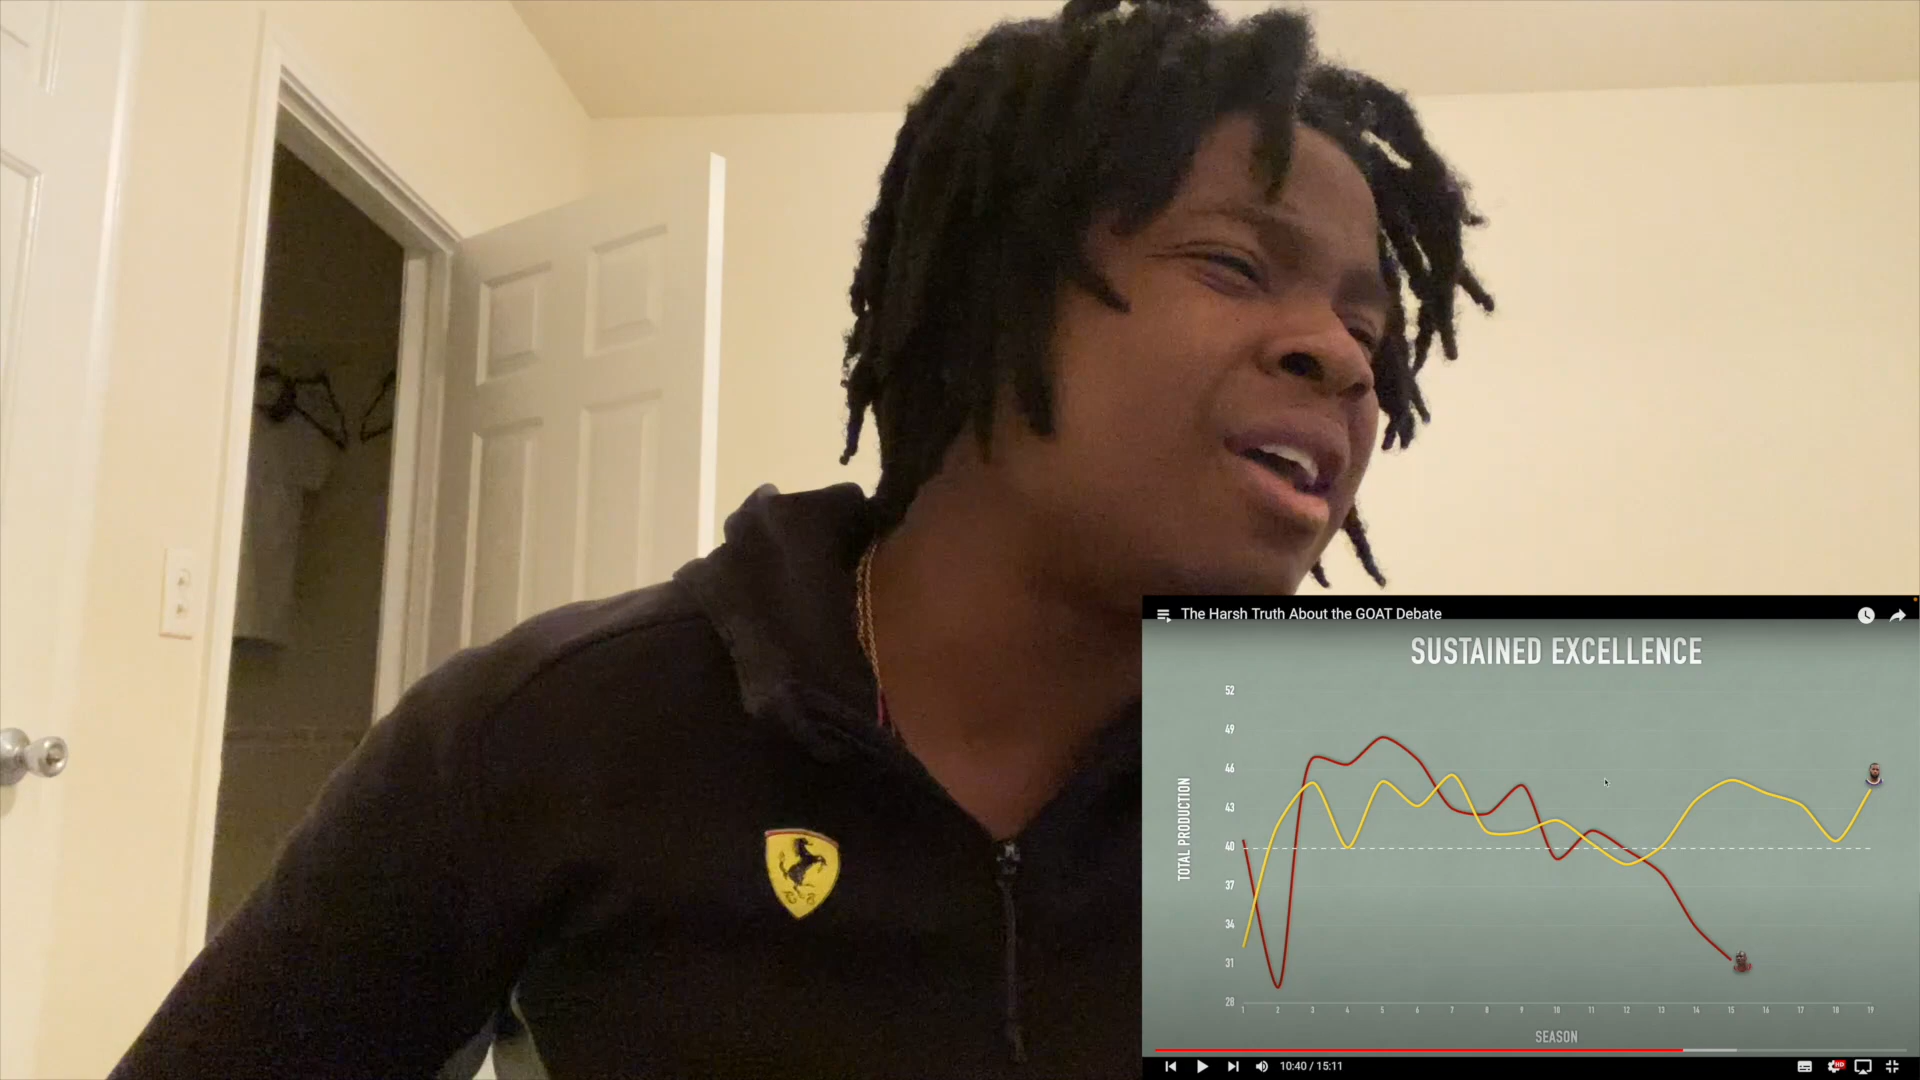 The Harsh Truth About the GOAT Debate
SUSTAINED EXCELLENCE
52
49
46
43
40
37
34
31
28
TOTAL PRODUCTION
1 2 3 4 5 6 7 8 9 10 11 12 13 14 15 16 17 18 19
SEASON
10:40 / 15:11
HD